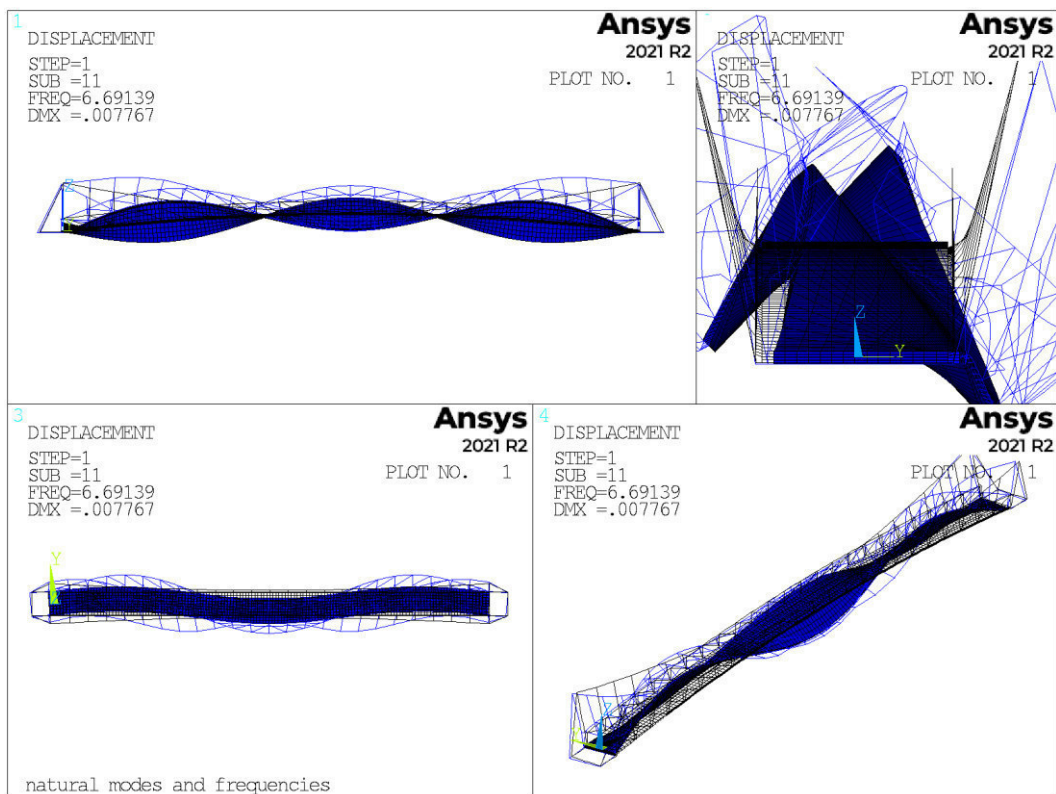 1
Ansys
2021 R2
DISPLACEMENT
STEP=1
SUB =11
FREQ=6.69139
DMX =.007767
PLOT NO. 1
Z
Ansys
2021 R2
DISPLACEMENT
STEP=1
SUB =11
FREQ=6.69139
DMX =.007767
PLOT NO. 1
Z
Y
3
Ansys
2021 R2
DISPLACEMENT
STEP=1
SUB =11
FREQ=6.69139
DMX =.007767
PLOT NO. 1
Y
natural modes and frequencies
4
Ansys
2021 R2
DISPLACEMENT
STEP=1
SUB =11
FREQ=6.69139
DMX =.007767
PLOT NO. 1
Z